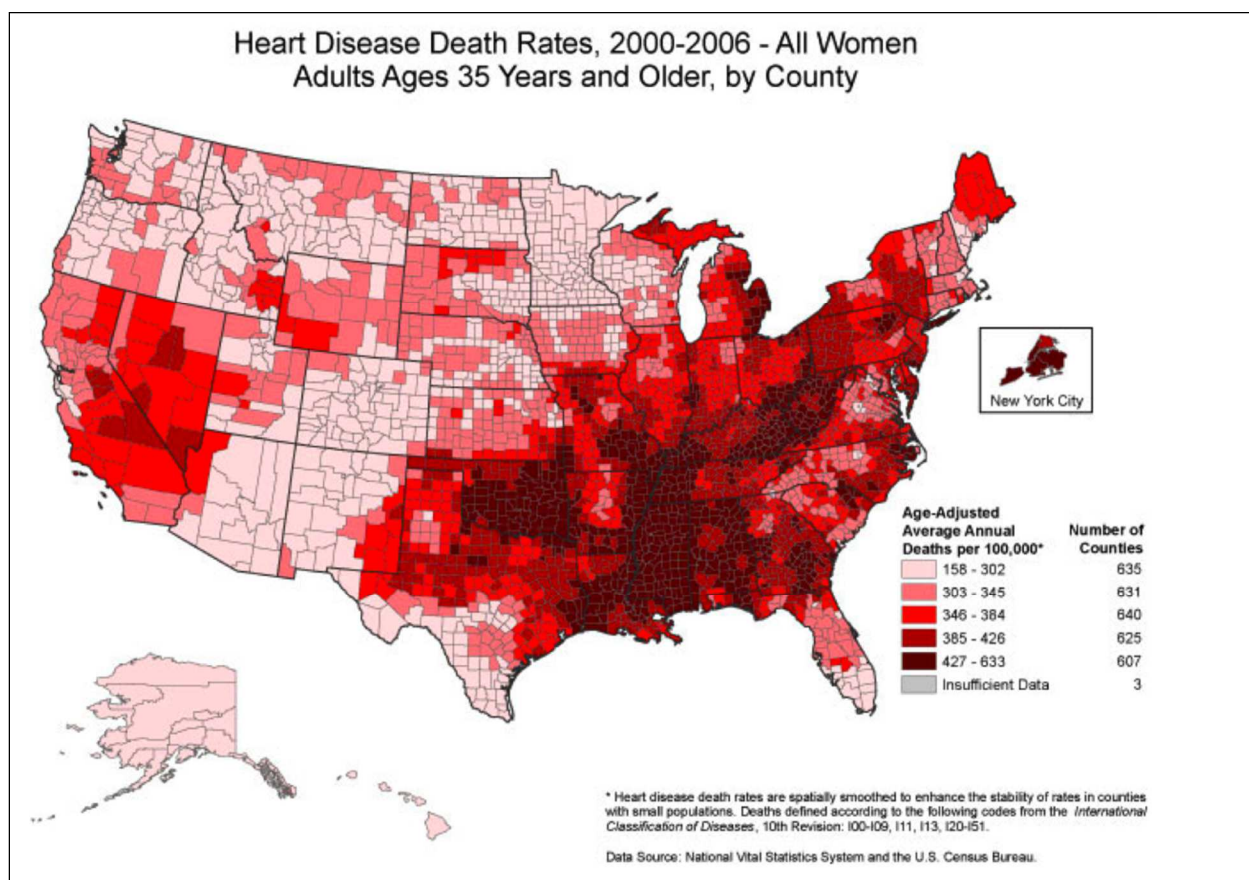 Heart Disease Death Rates, 2000-2006 - All Women
Adults Ages 35 Years and Older, by County
New York City
Age-Adjusted
Average Annual
Deaths per 100,000*
Number of
Counties
158 - 302 635
303 - 345 631
346 - 384 640
385 - 426 625
427 - 633 607
Insufficient Data 3
* Heart disease death rates are spatially smoothed to enhance the stability of rates in counties
with small populations. Deaths defined according to the following codes from the International
Classification of Diseases, 10th Revision: I00-I09, I11, I13, I20-I51.
Data Source: National Vital Statistics System and the U.S. Census Bureau.